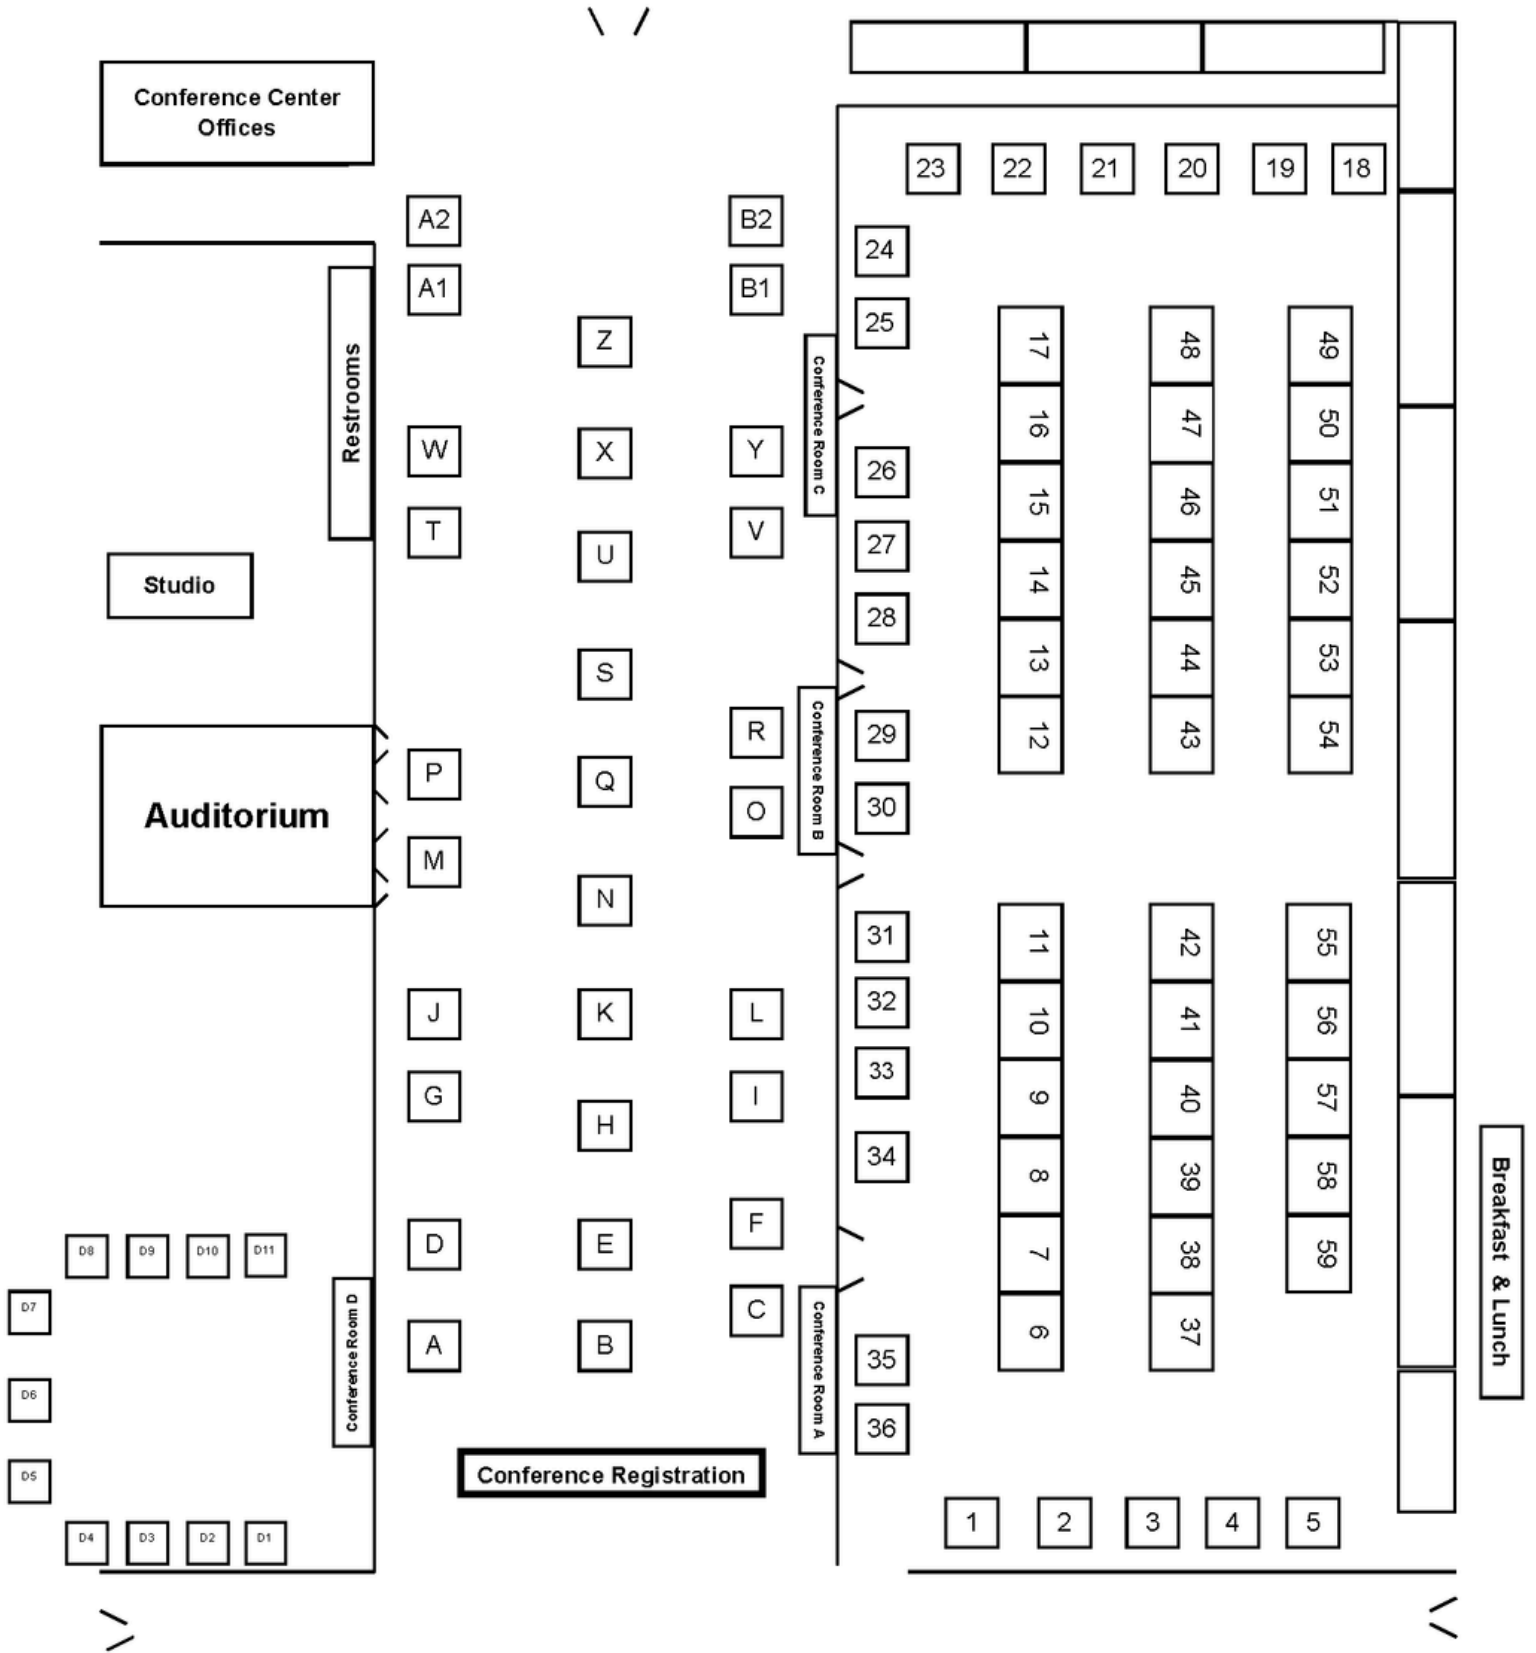 Conference Center
Offices
23
22
21
20
19
18
A2
B2
24
A1
B1
25
Restrooms
Z
Conference Room C
17
48
49
W
X
Y
26
16
47
50
T
U
V
27
15
46
51
Studio
28
14
45
52
S
13
44
53
R
Conference Room B
29
12
43
54
P
Q
O
30
Auditorium
M
N
31
11
42
55
J
K
L
32
10
41
56
G
H
I
33
9
40
57
34
8
39
58
Breakfast & Lunch
D8
D9
D10
D11
D
E
F
7
38
59
D7
Conference Room D
A
B
C
Conference Room A
35
6
37
D6
36
Conference Registration
D5
D4
D3
D2
D1
1
2
3
4
5